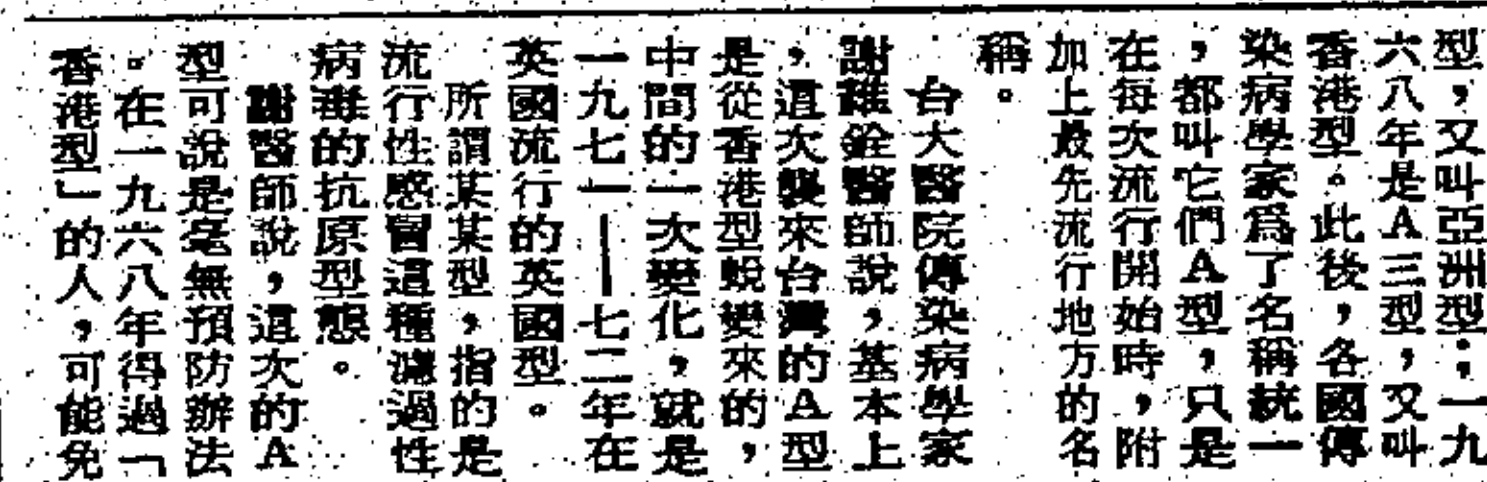 型，又叫亞洲型；一九
六八年是Ａ三型，又叫
香港型。此後，各國傳
染病學家爲了名稱統一
，都叫它們Ａ型，只是
在每次流行開始時，附
加上最先流行地方的名
稱。
台大醫院傳染病學家
謝維銓醫師說，基本上
，這次襲來台灣的Ａ型
是從香港型蛻變來的，
中間的一次變化，就是
一九七一｜七二年在
英國流行的英國型。
所謂某某型，指的是
流行性感冒這種濾過性
病毒的抗原型態。
謝醫師說，這次的Ａ
型可說是毫無預防辦法
。在一九六八年得過「
香港型」的人，可能免